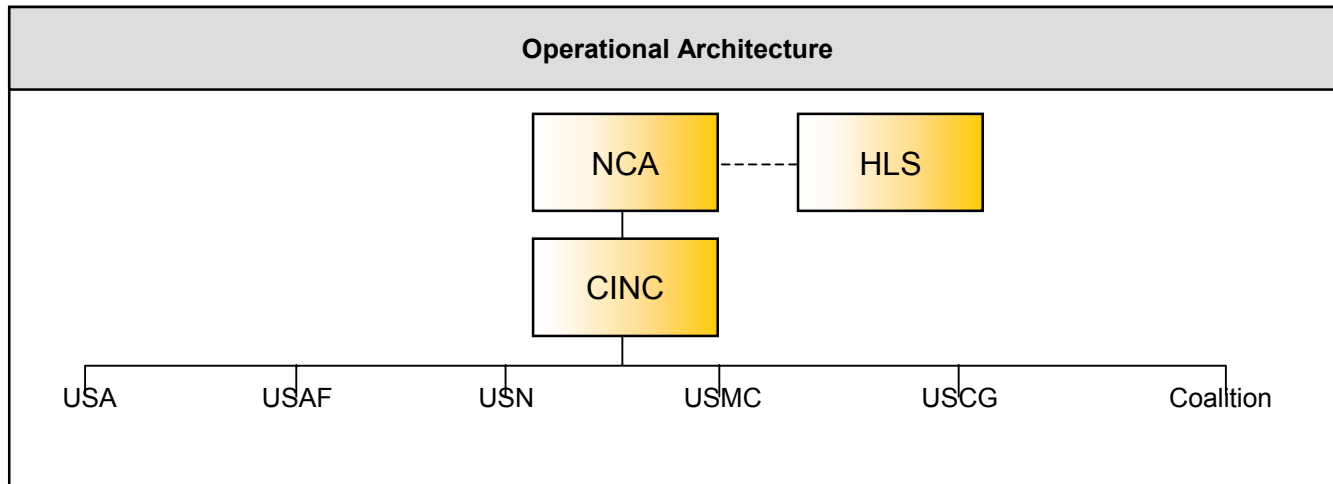 Operational Architecture
NCA HLS
CINC
USA USAF USN USMC USCG Coalition